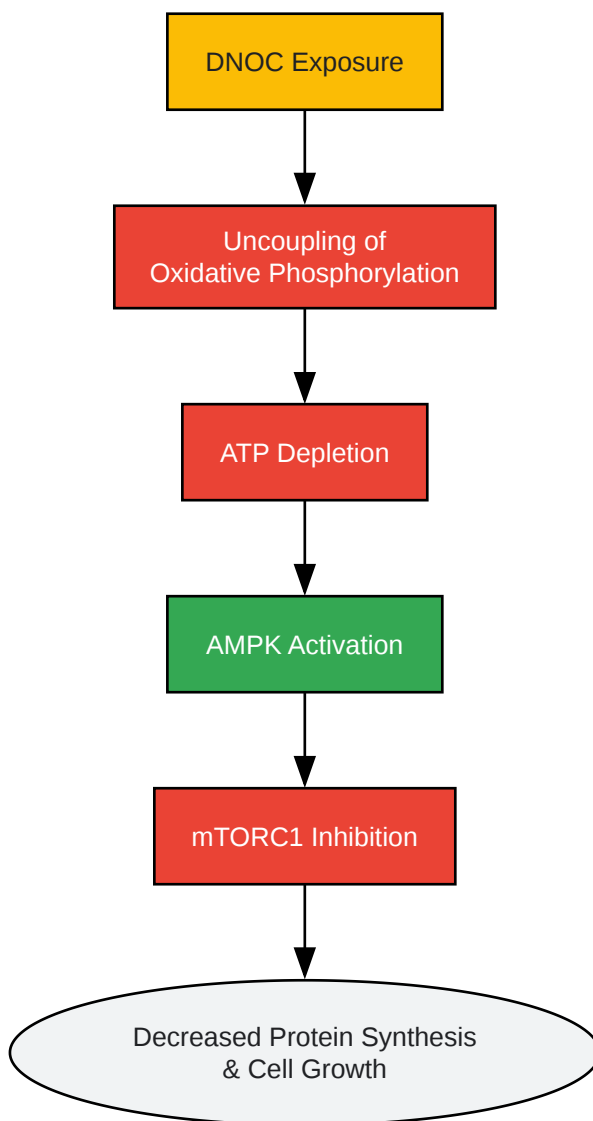 DNOC Exposure
Uncoupling of
Oxidative Phosphorylation
ATP Depletion
AMPK Activation
mTORC1 Inhibition
Decreased Protein Synthesis
& Cell Growth